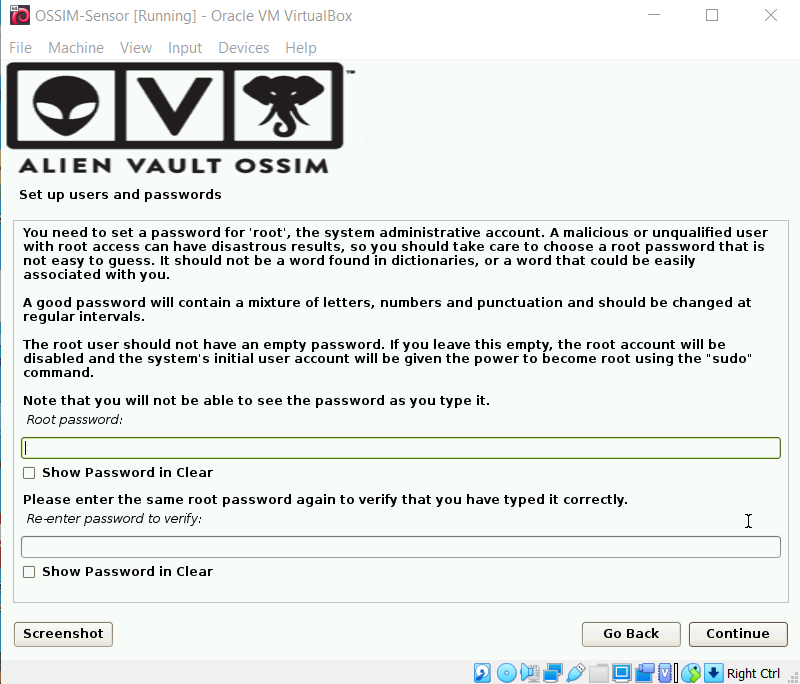 OSSIM-Sensor [Running] - Oracle VM VirtualBox
File Machine View Input Devices Help
V
™
ALIEN VAULT OSSIM
Set up users and passwords
You need to set a password for 'root', the system administrative account. A malicious or unqualified user
with root access can have disastrous results, so you should take care to choose a root password that is
not easy to guess. It should not be a word found in dictionaries, or a word that could be easily
associated with you.
A good password will contain a mixture of letters, numbers and punctuation and should be changed at
regular intervals.
The root user should not have an empty password. If you leave this empty, the root account will be
disabled and the system's initial user account will be given the power to become root using the "sudo"
command.
Note that you will not be able to see the password as you type it.
Root password:
Show Password in Clear
Please enter the same root password again to verify that you have typed it correctly.
Re-enter password to verify:
Show Password in Clear
Screenshot
Go Back
Continue
Right Ctrl